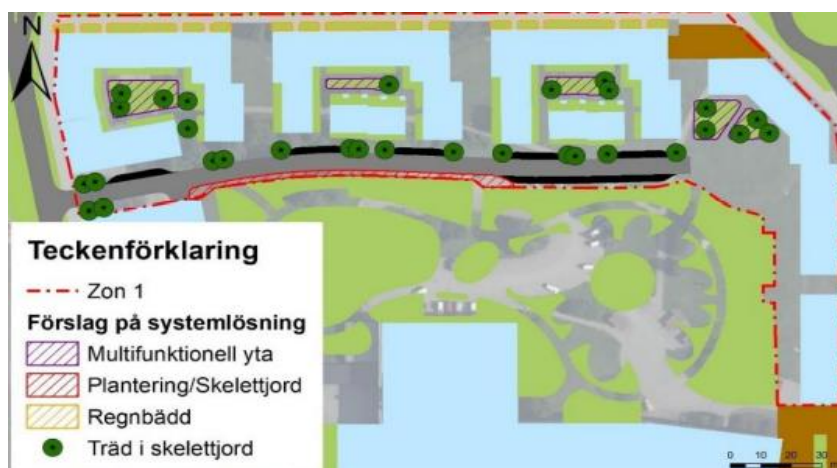 N
Teckenförklaring
Zon 1
Förslag på systemlösning
Multifunktionell yta
Plantering/Skelettjord
Regnbädd
Träd i skelettjord
0 10 20 30